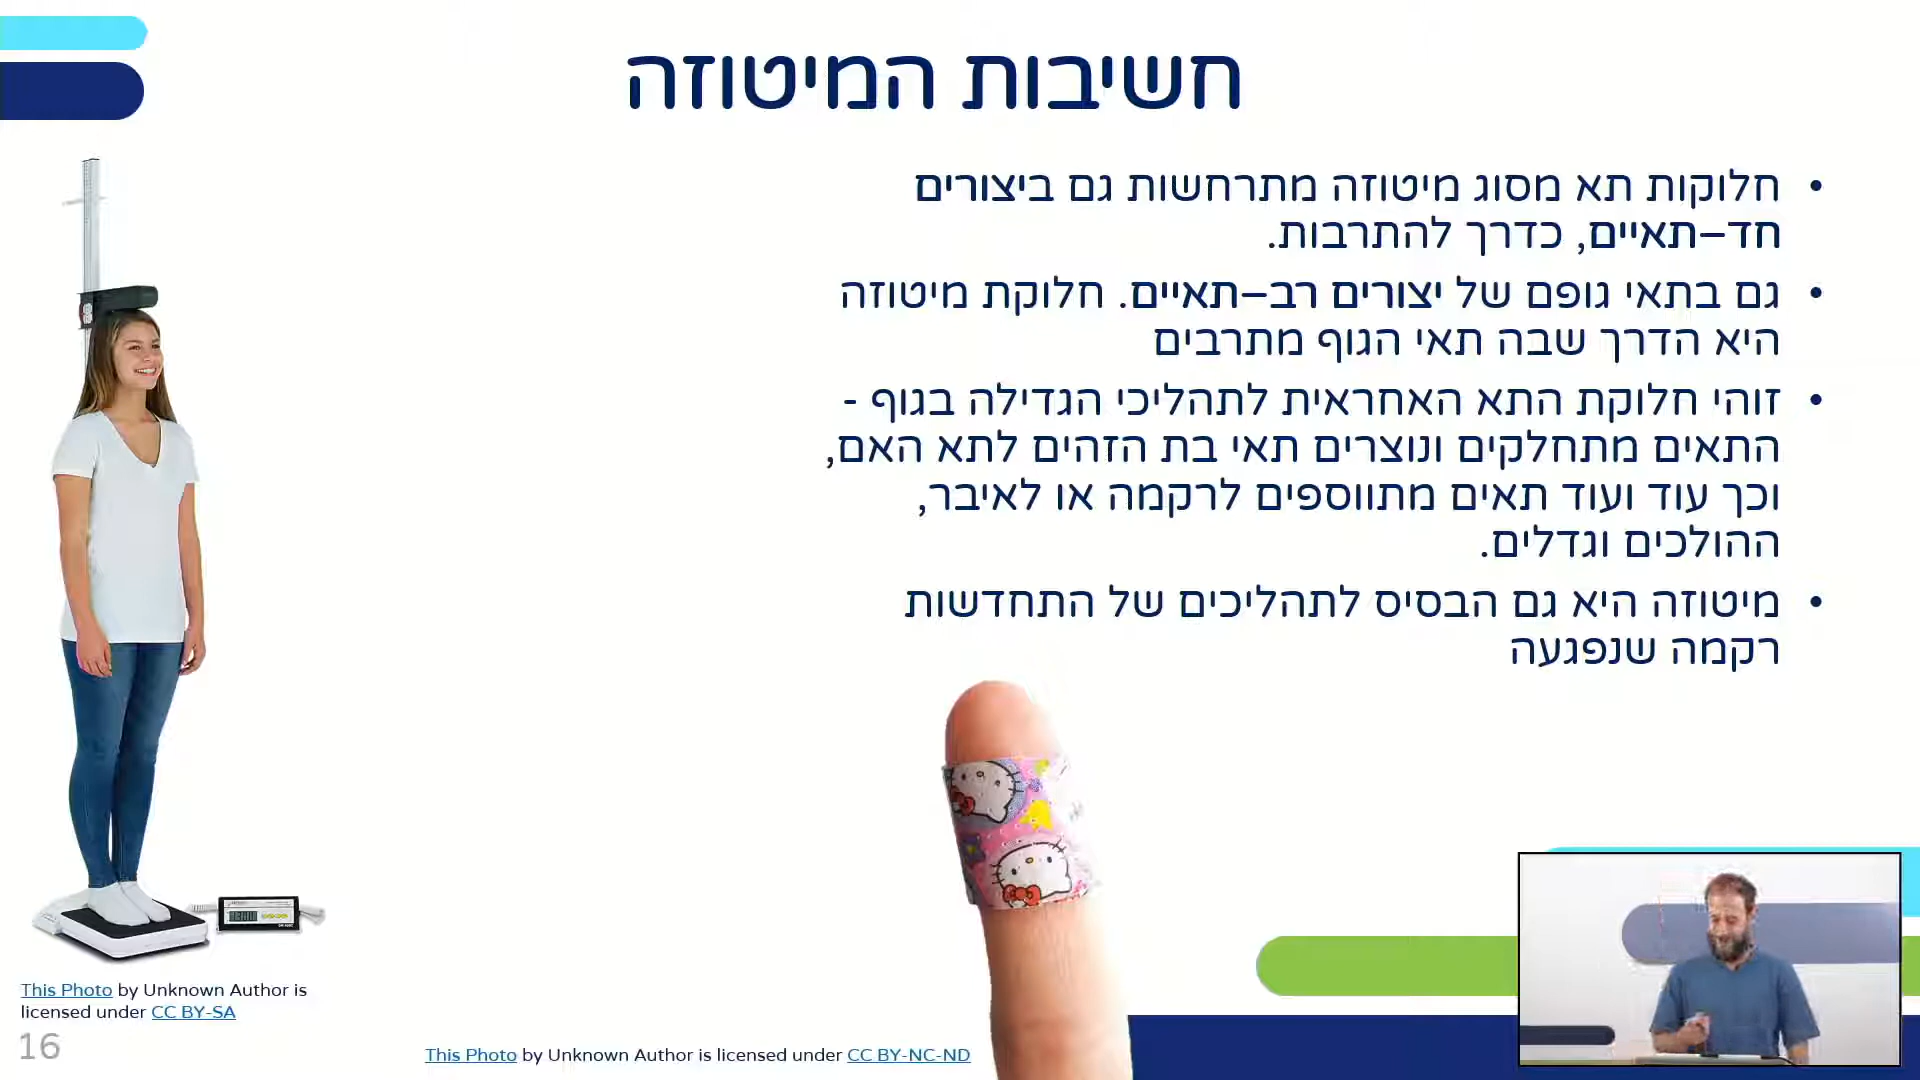 חשיבות המיטוזה
• חלוקות תא מסוג מיטוזה מתרחשות גם ביצורים
חד–תאיים, כדרך להתרבות.
• גם בתאי גופם של יצורים רב–תאיים. חלוקת מיטוזה
היא הדרך שבה תאי הגוף מתרבים
• זוהי חלוקת התא האחראית לתהליכי הגדילה בגוף -
התאים מתחלקים ונוצרים תאי בת הזהים לתא האם,
וכך עוד ועוד תאים מתווספים לרקמה או לאיבר,
ההולכים וגדלים.
• מיטוזה היא גם הבסיס לתהליכים של התחדשות
רקמה שנפגעה
This Photo by Unknown Author is
licensed under CC BY-SA
16
This Photo by Unknown Author is licensed under CC BY-NC-ND